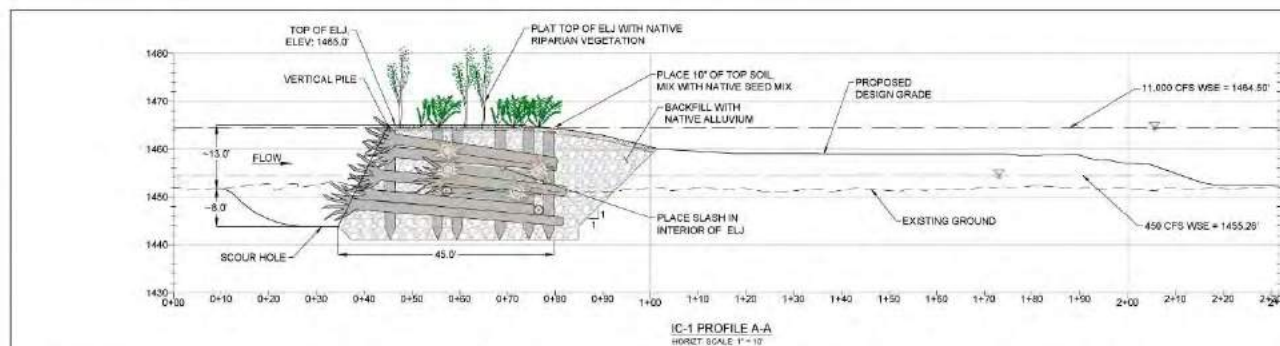 TOP OF ELJ,
ELEV: 1465.0'
PLAT TOP OF ELJ WITH NATIVE
RIPARIAN VEGETATION
VERTICAL PILE
PLACE 10" OF TOP SOIL
MIX WITH NATIVE SEED MIX
BACKFILL WITH
NATIVE ALLUVIUM
PROPOSED
DESIGN GRADE
11,000 CFS WSE = 1464.50'
1480
1470
1460
1450
1440
1430
~13.0'
FLOW
~8.0'
SCOUR HOLE
45.0'
1
PLACE SLASH IN
INTERIOR OF ELJ
EXISTING GROUND
450 CFS WSE = 1455.26'
0+00 0+10 0+20 0+30 0+40 0+50 0+60 0+70 0+80 0+90 1+00 1+10 1+20 1+30 1+40 1+50 1+60 1+70 1+80 1+90 2+00 2+10 2+20
IC-1 PROFILE A-A
HORIZT. SCALE: 1" = 10'